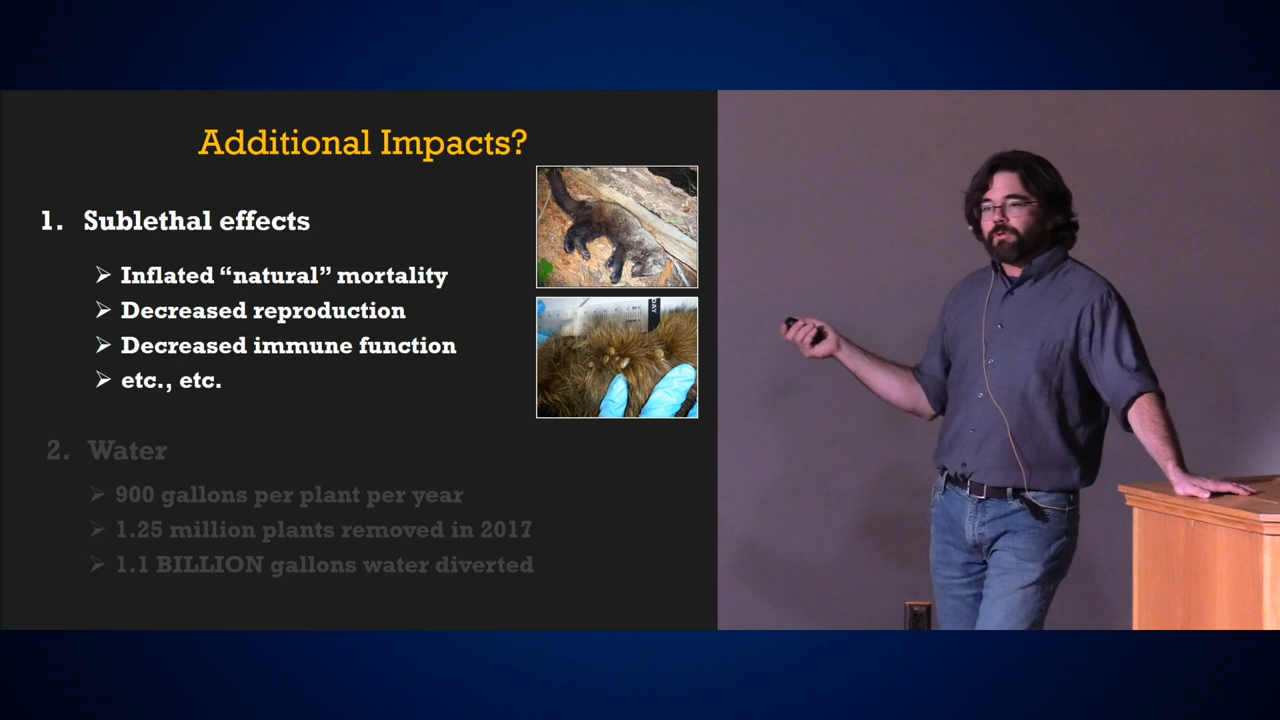 Additional Impacts?
1. Sublethal effects
➢ Inflated “natural” mortality
➢ Decreased reproduction
➢ Decreased immune function
➢ etc., etc.
2. Water
➢ 900 gallons per plant per year
➢ 1.25 million plants removed in 2017
➢ 1.1 BILLION gallons water diverted
DAY